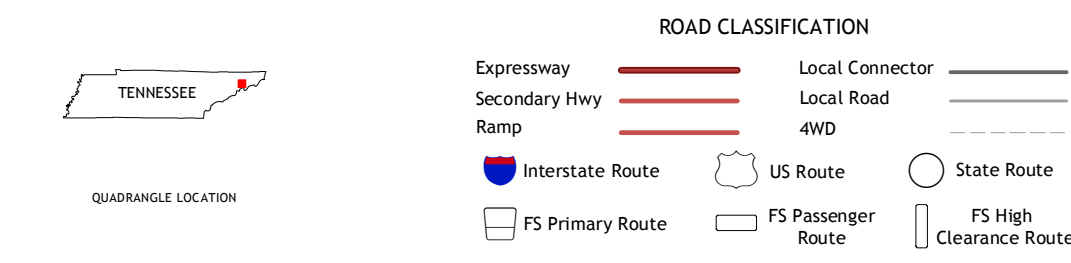 ROAD CLASSIFICATION
Expressway
Local Connector
Secondary Hwy
Local Road
Ramp
4WD
Interstate Route
US Route
State Route
FS Primary Route
FS Passenger
Route
FS High
Clearance Route
TENNESSEE
QUADRANGLE LOCATION